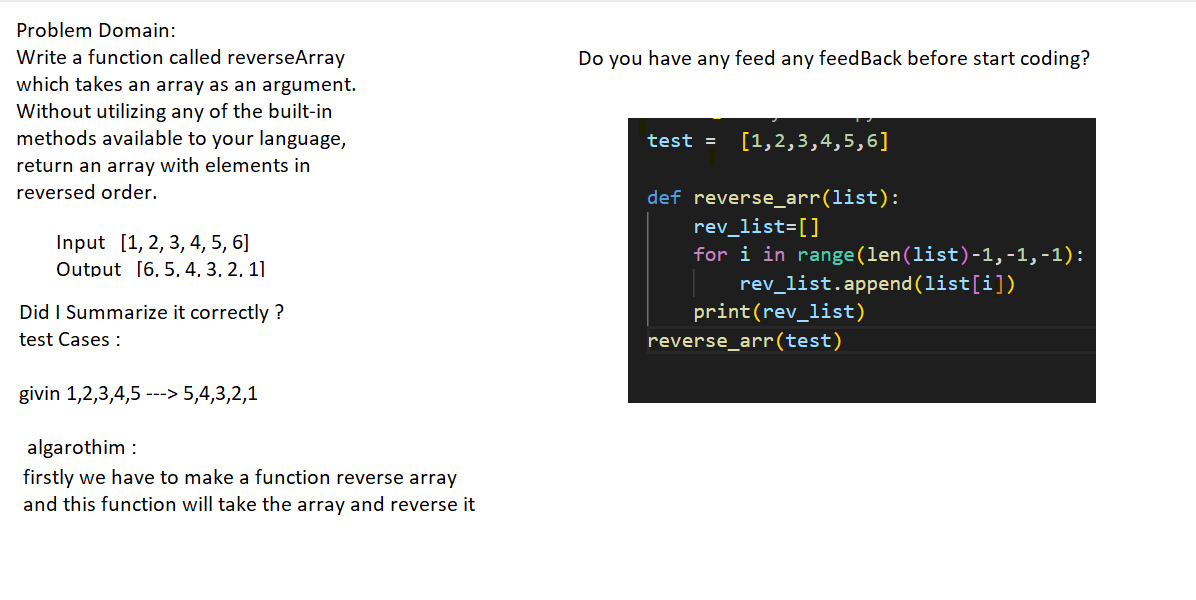 Problem Domain:
Write a function called reverseArray
which takes an array as an argument.
Without utilizing any of the built-in
methods available to your language,
return an array with elements in
reversed order.
Input [1, 2, 3, 4, 5, 6]
Output [6, 5, 4, 3, 2, 1]
Did I Summarize it correctly ?
test Cases :
givin 1,2,3,4,5 ---> 5,4,3,2,1
algarothim :
firstly we have to make a function reverse array
and this function will take the array and reverse it
Do you have any feed any feedBack before start coding?
test = [1,2,3,4,5,6]
def reverse_arr(list):
rev_list=[]
for i in range(len(list)-1,-1,-1):
rev_list.append(list[i])
print(rev_list)
reverse_arr(test)